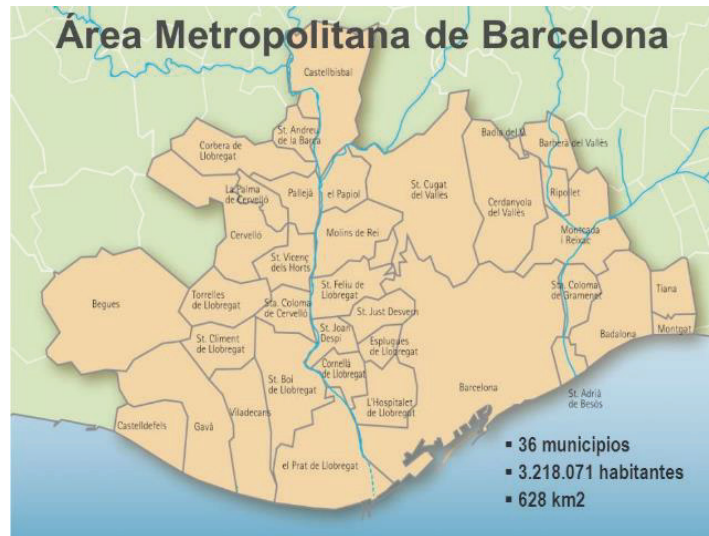 Área Metropolitana de Barcelona
Castellbisbal
St. Andreu
de la Barca
Corbera de
Llobregat
Badia del V.
Barberà del Vallès
La Palma
de Cervelló
Pallejà
el Papiol
St. Cugat
del Vallès
Ripollet
Cerdanyola
del Vallès
Cervelló
Molins de Rei
Montcada
i Reixac
St. Vicenç
dels Horts
Begues
Torrelles
de Llobregat
Sta. Coloma
de Cervelló
St. Feliu de
Llobregat
Sta. Coloma
de Gramenet
Tiana
St. Just Desvern
St. Climent
de Llobregat
St. Joan
Despí
Esplugues
de Llobregat
Badalona
Montgat
St. Boi
de Llobregat
Cornellà
de Llobregat
Barcelona
St. Adrià
de Besòs
Castelldefels
Gavà
Viladecans
L'Hospitalet
de Llobregat
el Prat de Llobregat
▪ 36 municipios
▪ 3.218.071 habitantes
▪ 628 km2